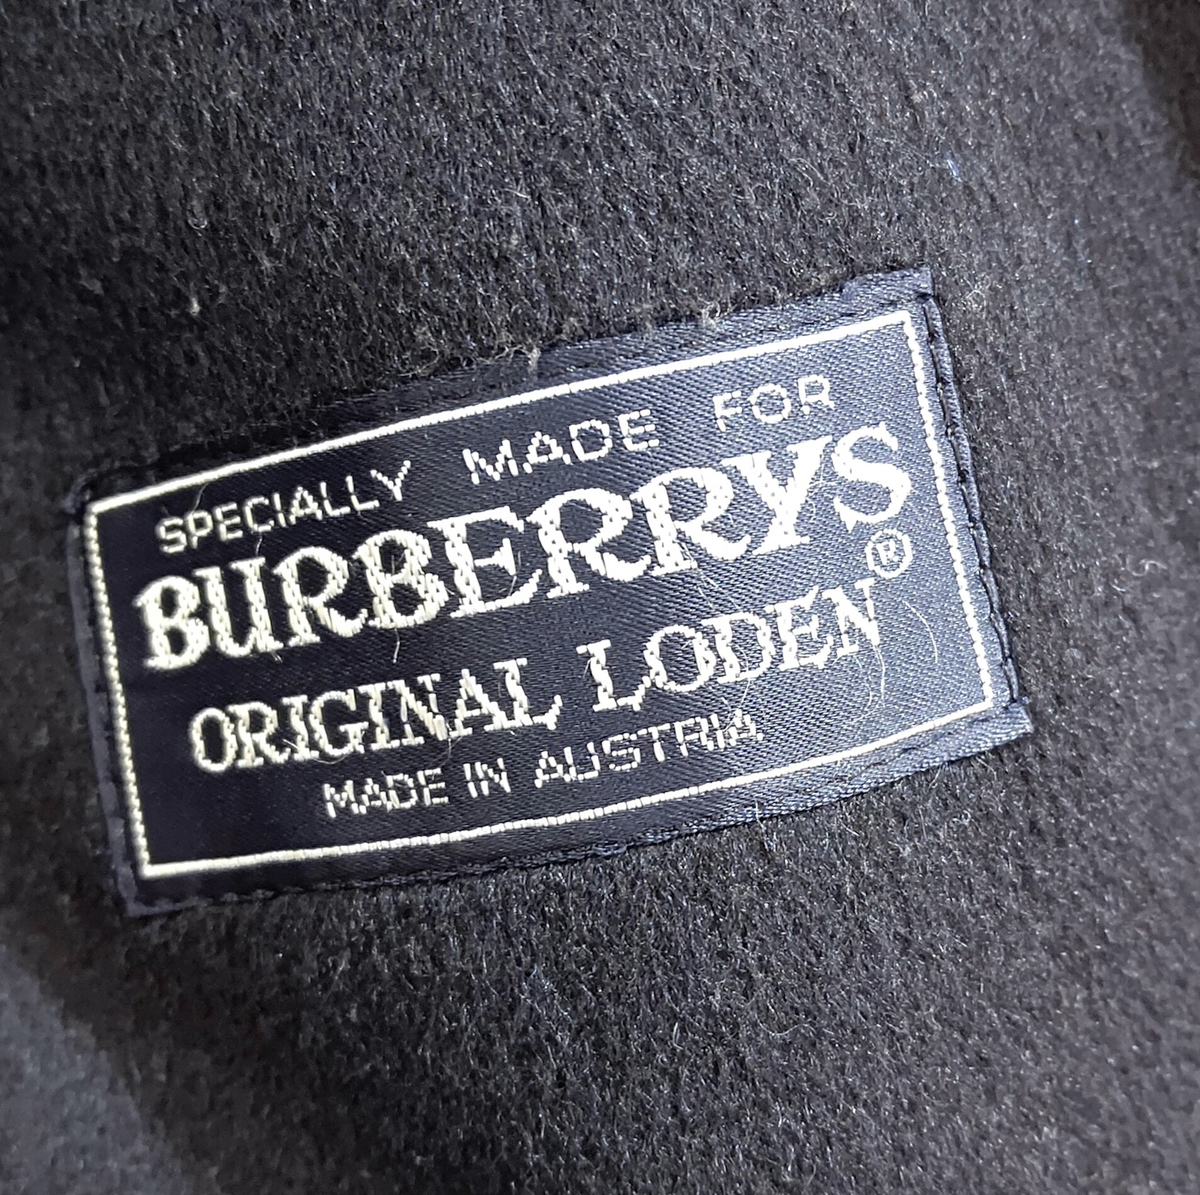 SPECIALLY MADE FOR
BURBERRYS®
ORIGINAL LODEN
MADE IN AUSTRIA